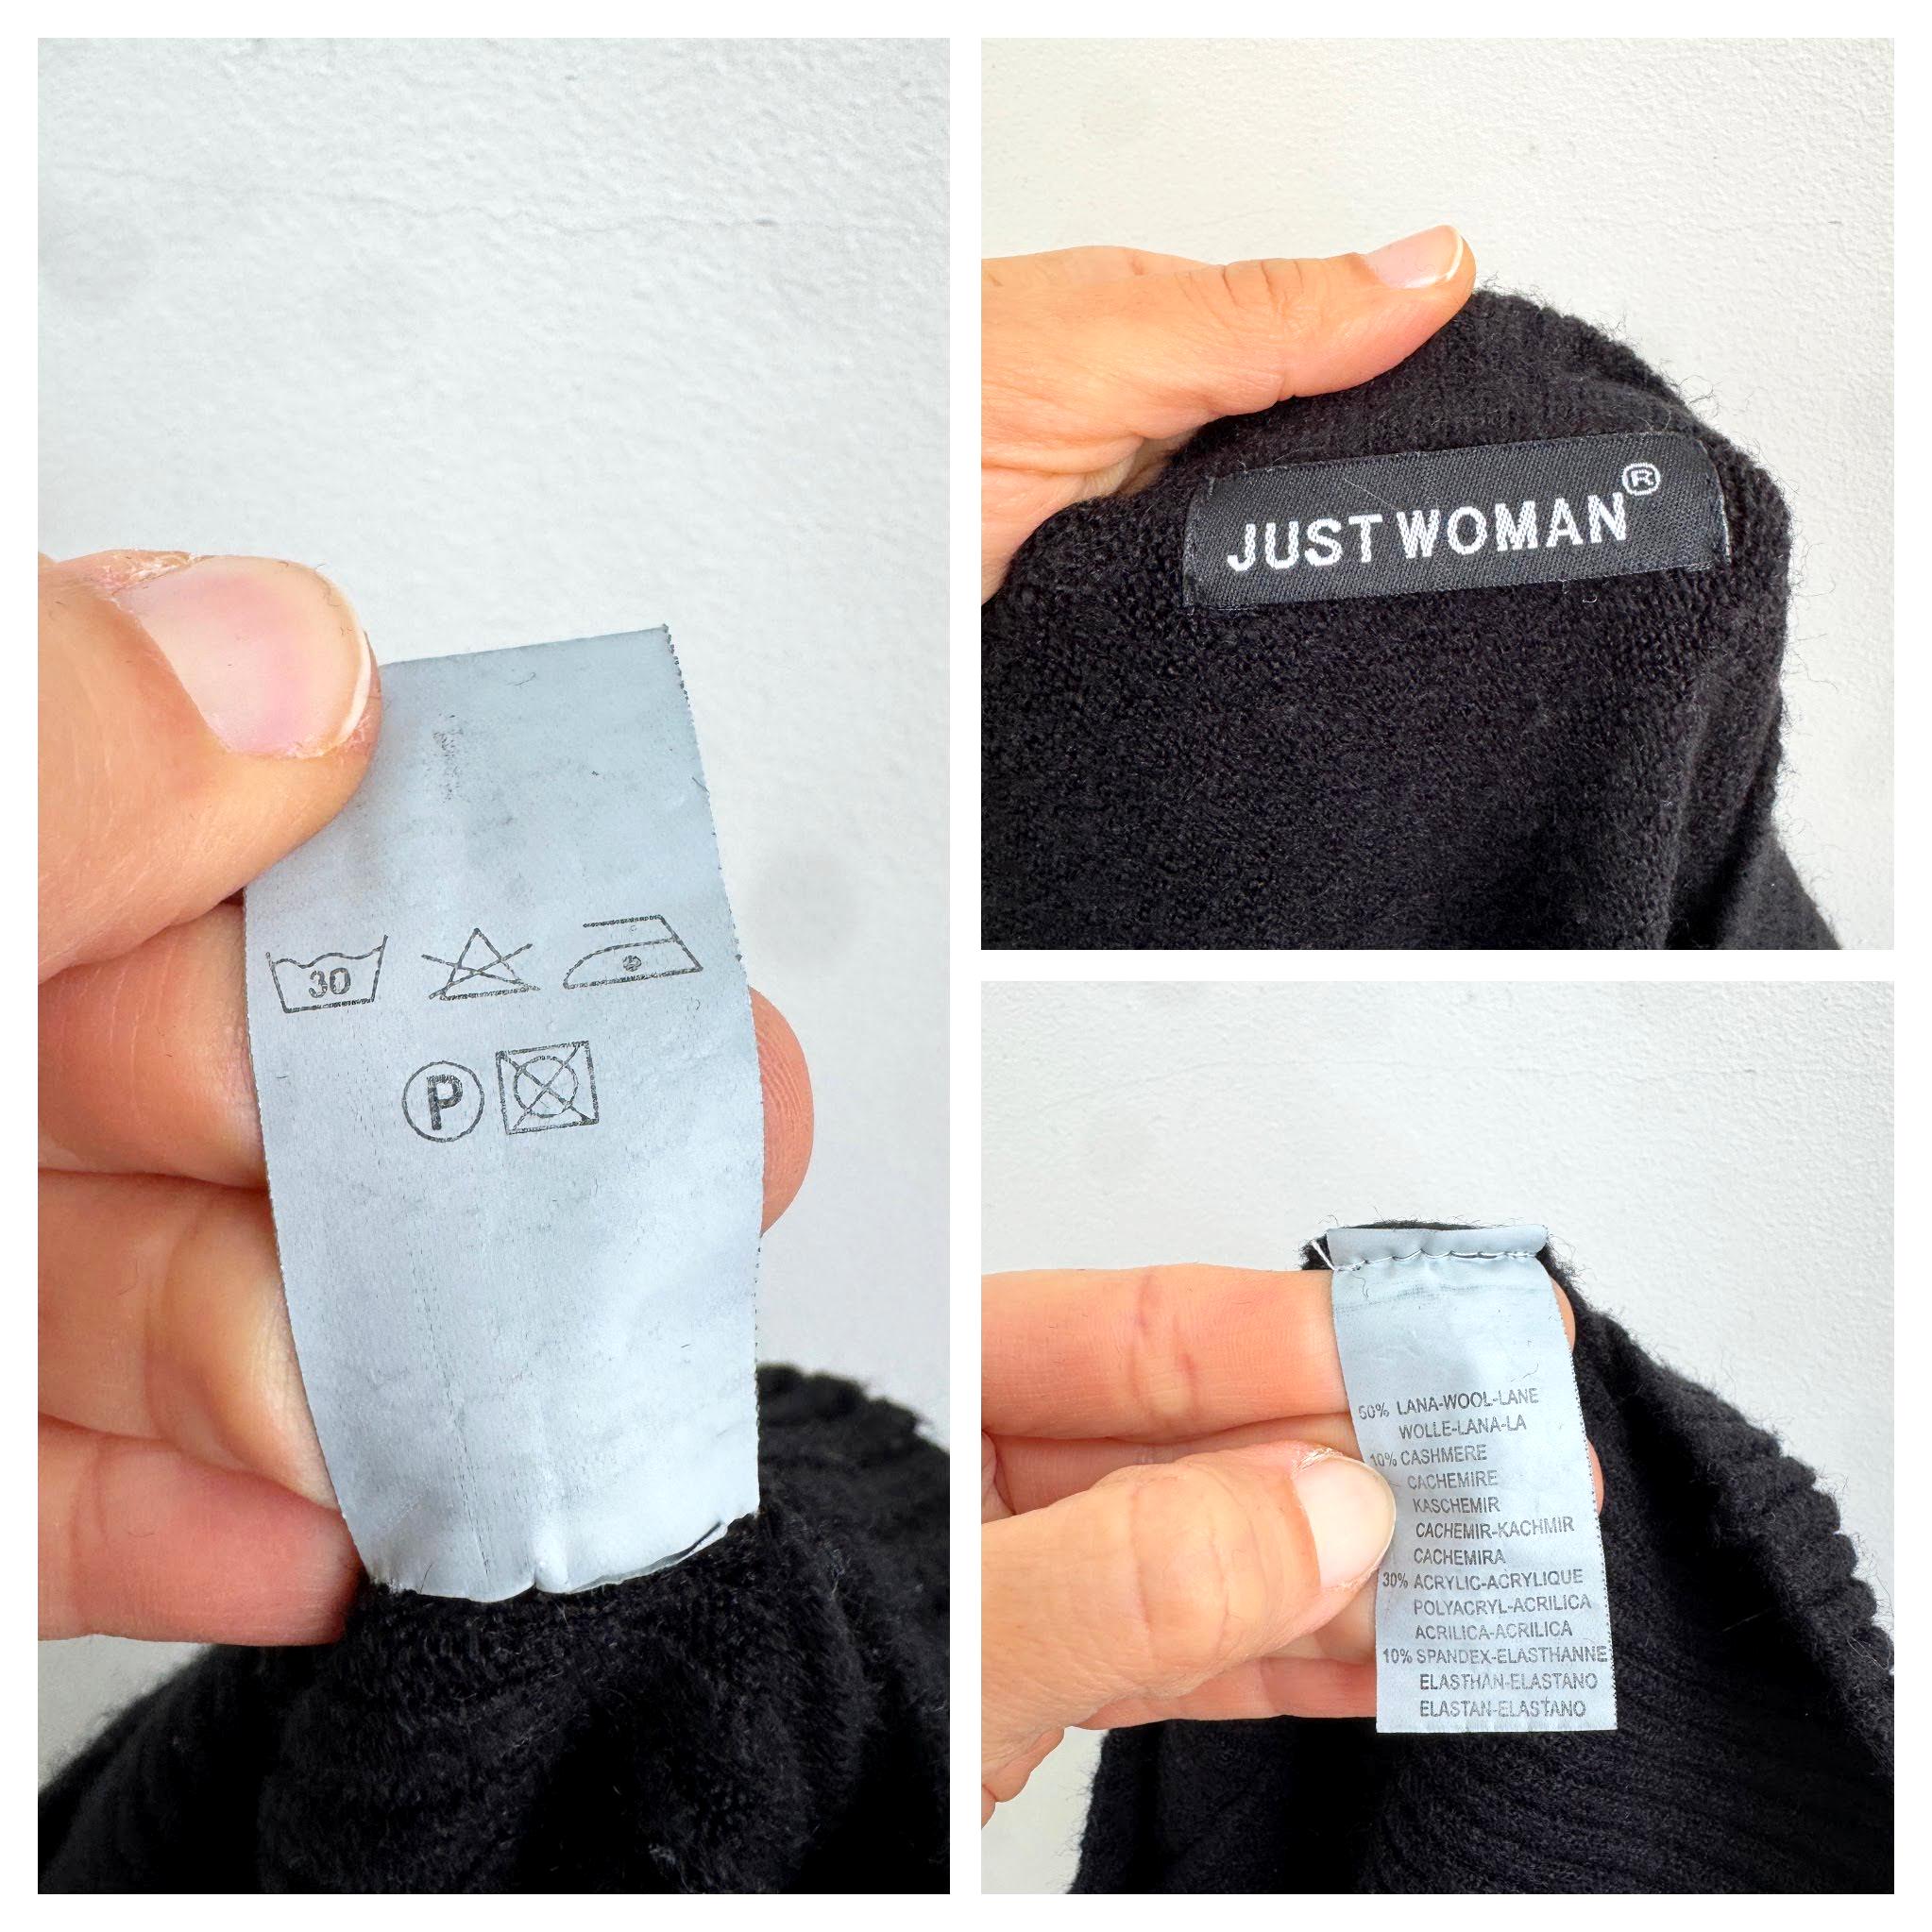 30
P
JUST WOMAN®
50% LANA-WOOL-LANE
WOLLE-LANA-LA
10% CASHMERE
CACHEMIRE
KASCHEMIR
CACHEMIR-KACHMIR
CACHEMIRA
30% ACRYLIC-ACRYLIQUE
POLYACRYL-ACRILICA
ACRILICA-ACRILICA
10% SPANDEX-ELASTHANNE
ELASTHAN-ELASTANO
ELASTAN-ELASTANO